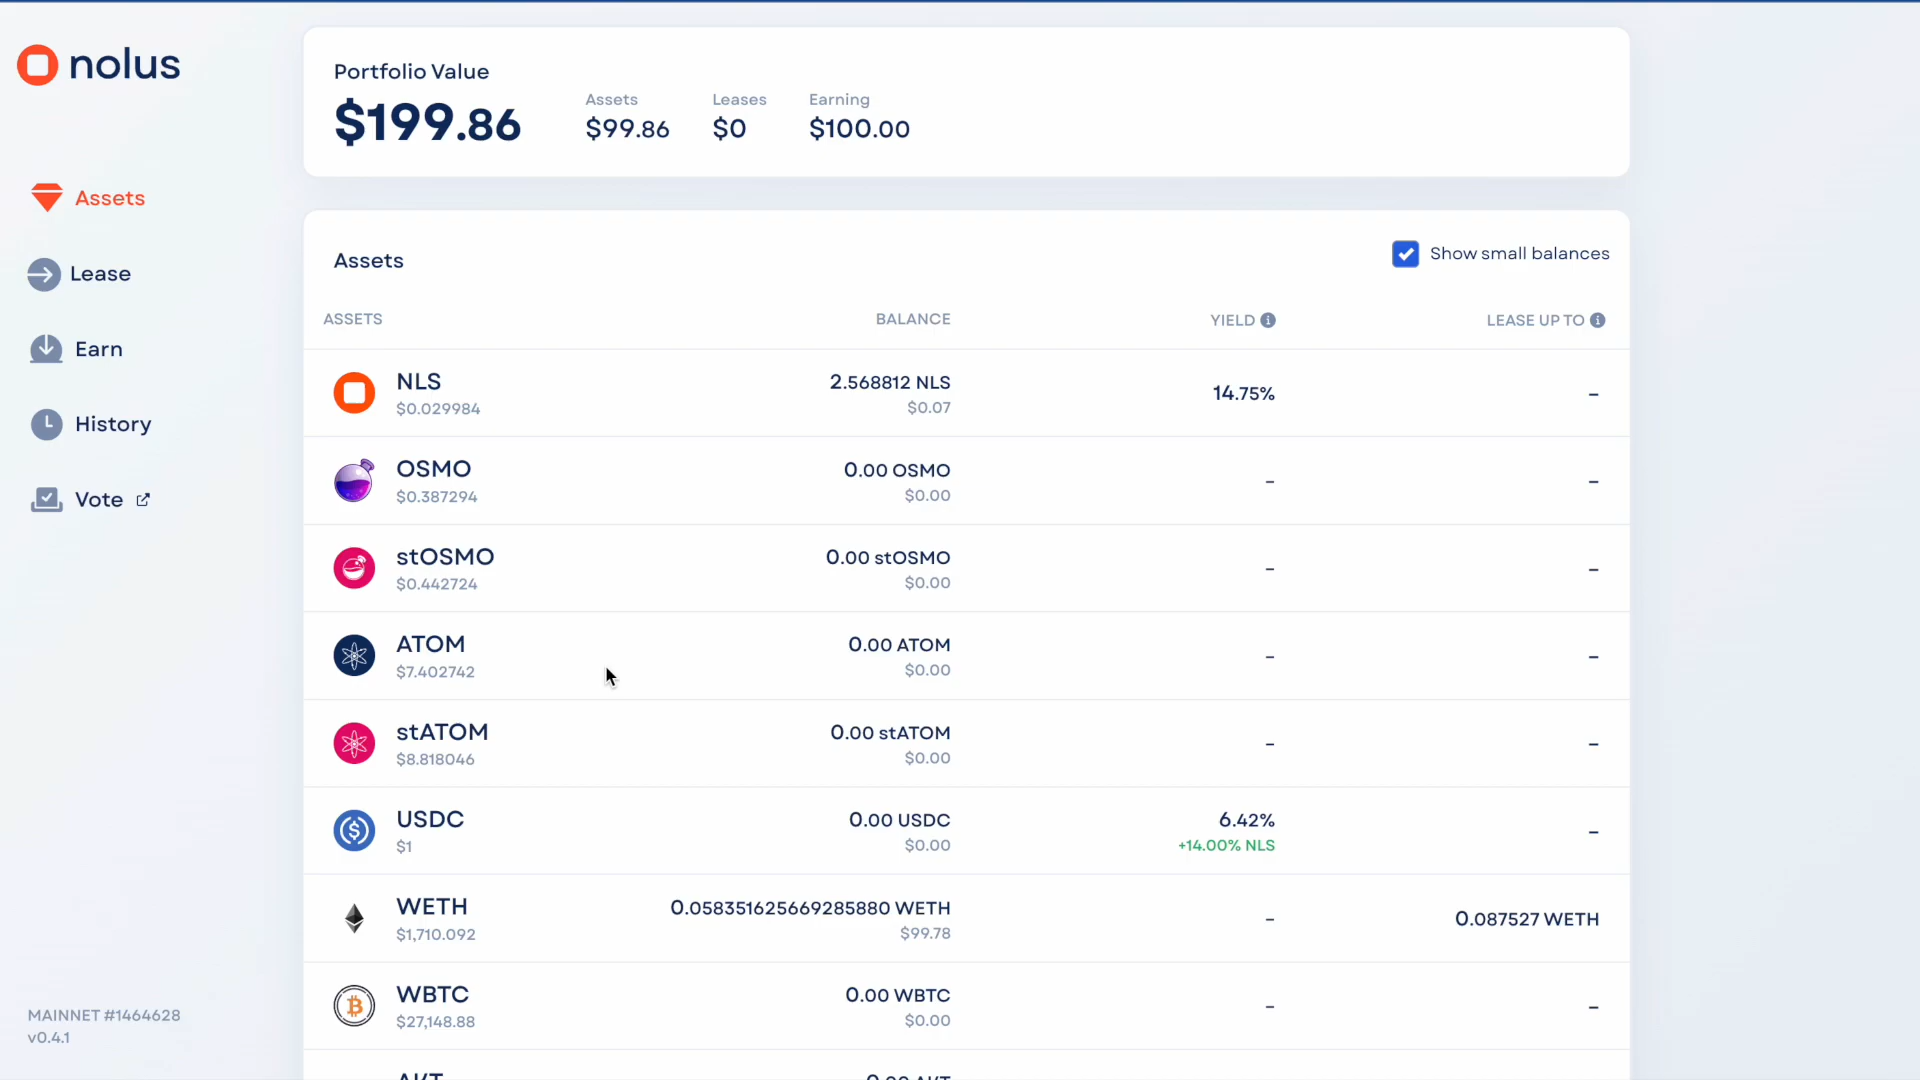 nolus
Assets
Lease
Earn
History
Vote
MAINNET #1464628
v0.4.1
Portfolio Value
$199.86
Assets
$99.86
Leases
$0
Earning
$100.00
Assets
Show small balances
ASSETS BALANCE YIELD LEASE UP TO
NLS 2.568812 NLS 14.75% –
$0.029984 $0.07
OSMO 0.00 OSMO – –
$0.387294 $0.00
stOSMO 0.00 stOSMO – –
$0.442724 $0.00
ATOM 0.00 ATOM – –
$7.402742 $0.00
stATOM 0.00 stATOM – –
$8.818046 $0.00
USDC 0.00 USDC 6.42% –
$1 $0.00 +14.00% NLS
WETH 0.058351625669285880 WETH – 0.087527 WETH
$1,710.092 $99.78
WBTC 0.00 WBTC – –
$27,148.88 $0.00
AKT 0.00 AKT